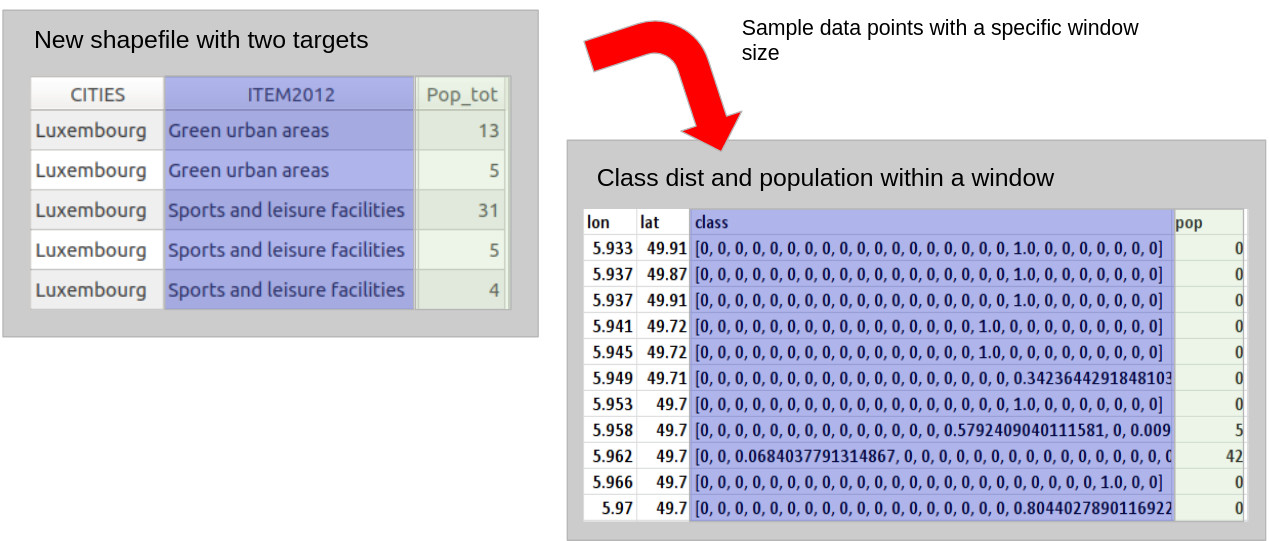 New shapefile with two targets
Sample data points with a specific window
size
CITIES ITEM2012 Pop_tot
Luxembourg Green urban areas 13
Luxembourg Green urban areas 5
Luxembourg Sports and leisure facilities 31
Luxembourg Sports and leisure facilities 5
Luxembourg Sports and leisure facilities 4
Class dist and population within a window
lon lat class pop
5.933 49.91 [0, 0, 0, 0, 0, 0, 0, 0, 0, 0, 0, 0, 0, 0, 0, 0, 0, 0, 1.0, 0, 0, 0, 0, 0, 0, 0] 0
5.937 49.87 [0, 0, 0, 0, 0, 0, 0, 0, 0, 0, 0, 0, 0, 0, 0, 0, 0, 0, 1.0, 0, 0, 0, 0, 0, 0, 0] 0
5.937 49.91 [0, 0, 0, 0, 0, 0, 0, 0, 0, 0, 0, 0, 0, 0, 0, 0, 0, 0, 1.0, 0, 0, 0, 0, 0, 0, 0] 0
5.941 49.72 [0, 0, 0, 0, 0, 0, 0, 0, 0, 0, 0, 0, 0, 0, 0, 0, 1.0, 0, 0, 0, 0, 0, 0, 0, 0, 0] 0
5.945 49.72 [0, 0, 0, 0, 0, 0, 0, 0, 0, 0, 0, 0, 0, 0, 0, 0, 1.0, 0, 0, 0, 0, 0, 0, 0, 0, 0] 0
5.949 49.71 [0, 0, 0, 0, 0, 0, 0, 0, 0, 0, 0, 0, 0, 0, 0, 0, 0, 0, 0.3423644291848103 0
5.953 49.7 [0, 0, 0, 0, 0, 0, 0, 0, 0, 0, 0, 0, 0, 0, 0, 0, 0, 0, 1.0, 0, 0, 0, 0, 0, 0, 0] 0
5.958 49.7 [0, 0, 0, 0, 0, 0, 0, 0, 0, 0, 0, 0, 0, 0, 0.5792409040111581, 0, 0.009 5
5.962 49.7 [0, 0, 0.0684037791314867, 0, 0, 0, 0, 0, 0, 0, 0, 0, 0, 0, 0, 0, 0, 0, 0 42
5.966 49.7 [0, 0, 0, 0, 0, 0, 0, 0, 0, 0, 0, 0, 0, 0, 0, 0, 0, 0, 0, 0, 0, 0, 0, 1.0, 0, 0] 0
5.97 49.7 [0, 0, 0, 0, 0, 0, 0, 0, 0, 0, 0, 0, 0, 0, 0, 0, 0, 0, 0.8044027890116922 0